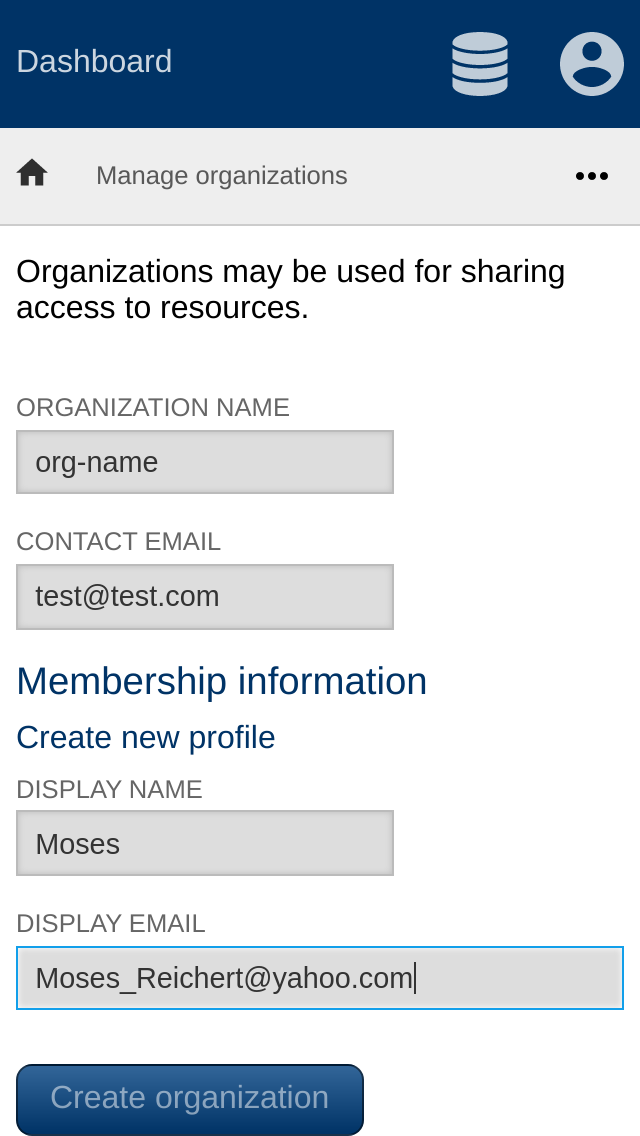 Dashboard
Manage organizations
Organizations may be used for sharing
access to resources.
ORGANIZATION NAME
org-name
CONTACT EMAIL
test@test.com
Membership information
Create new profile
DISPLAY NAME
Moses
DISPLAY EMAIL
Moses_Reichert@yahoo.com
Create organization